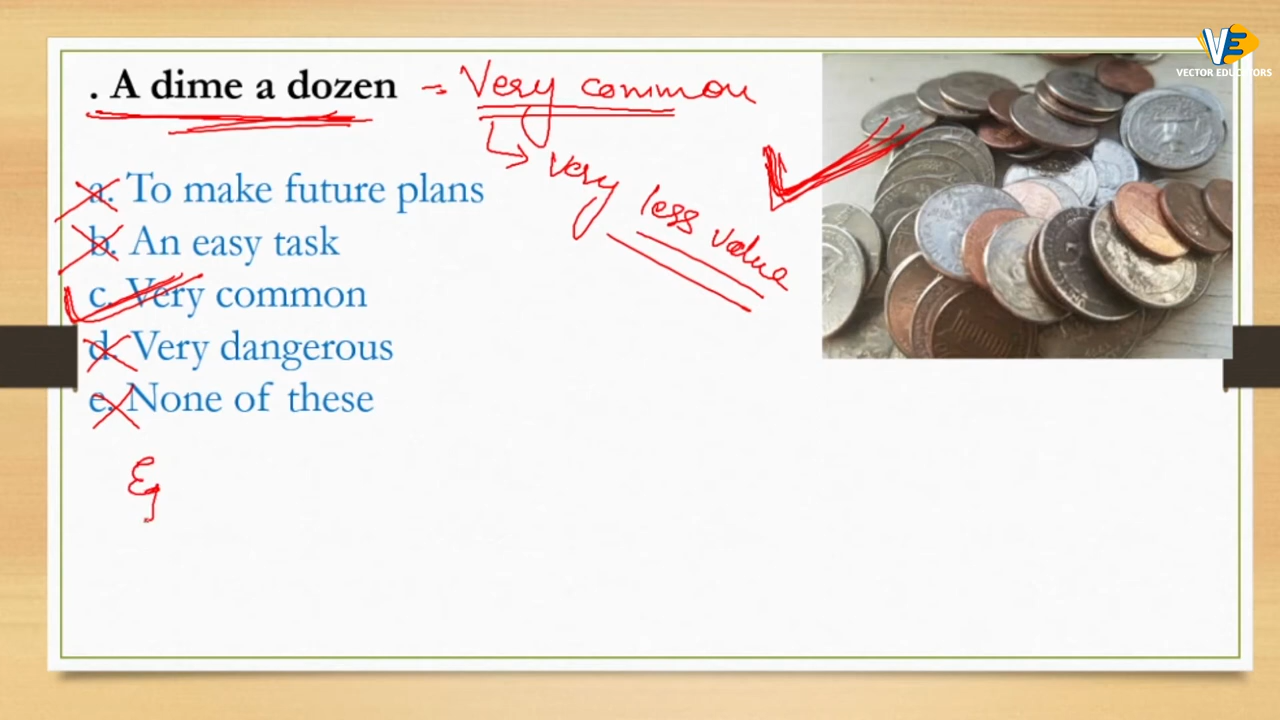 . A dime a dozen - Very common
very less value
a. To make future plans
b. An easy task
c. Very common
d. Very dangerous
e. None of these
Eg
VE
VECTOR EDUCATORS